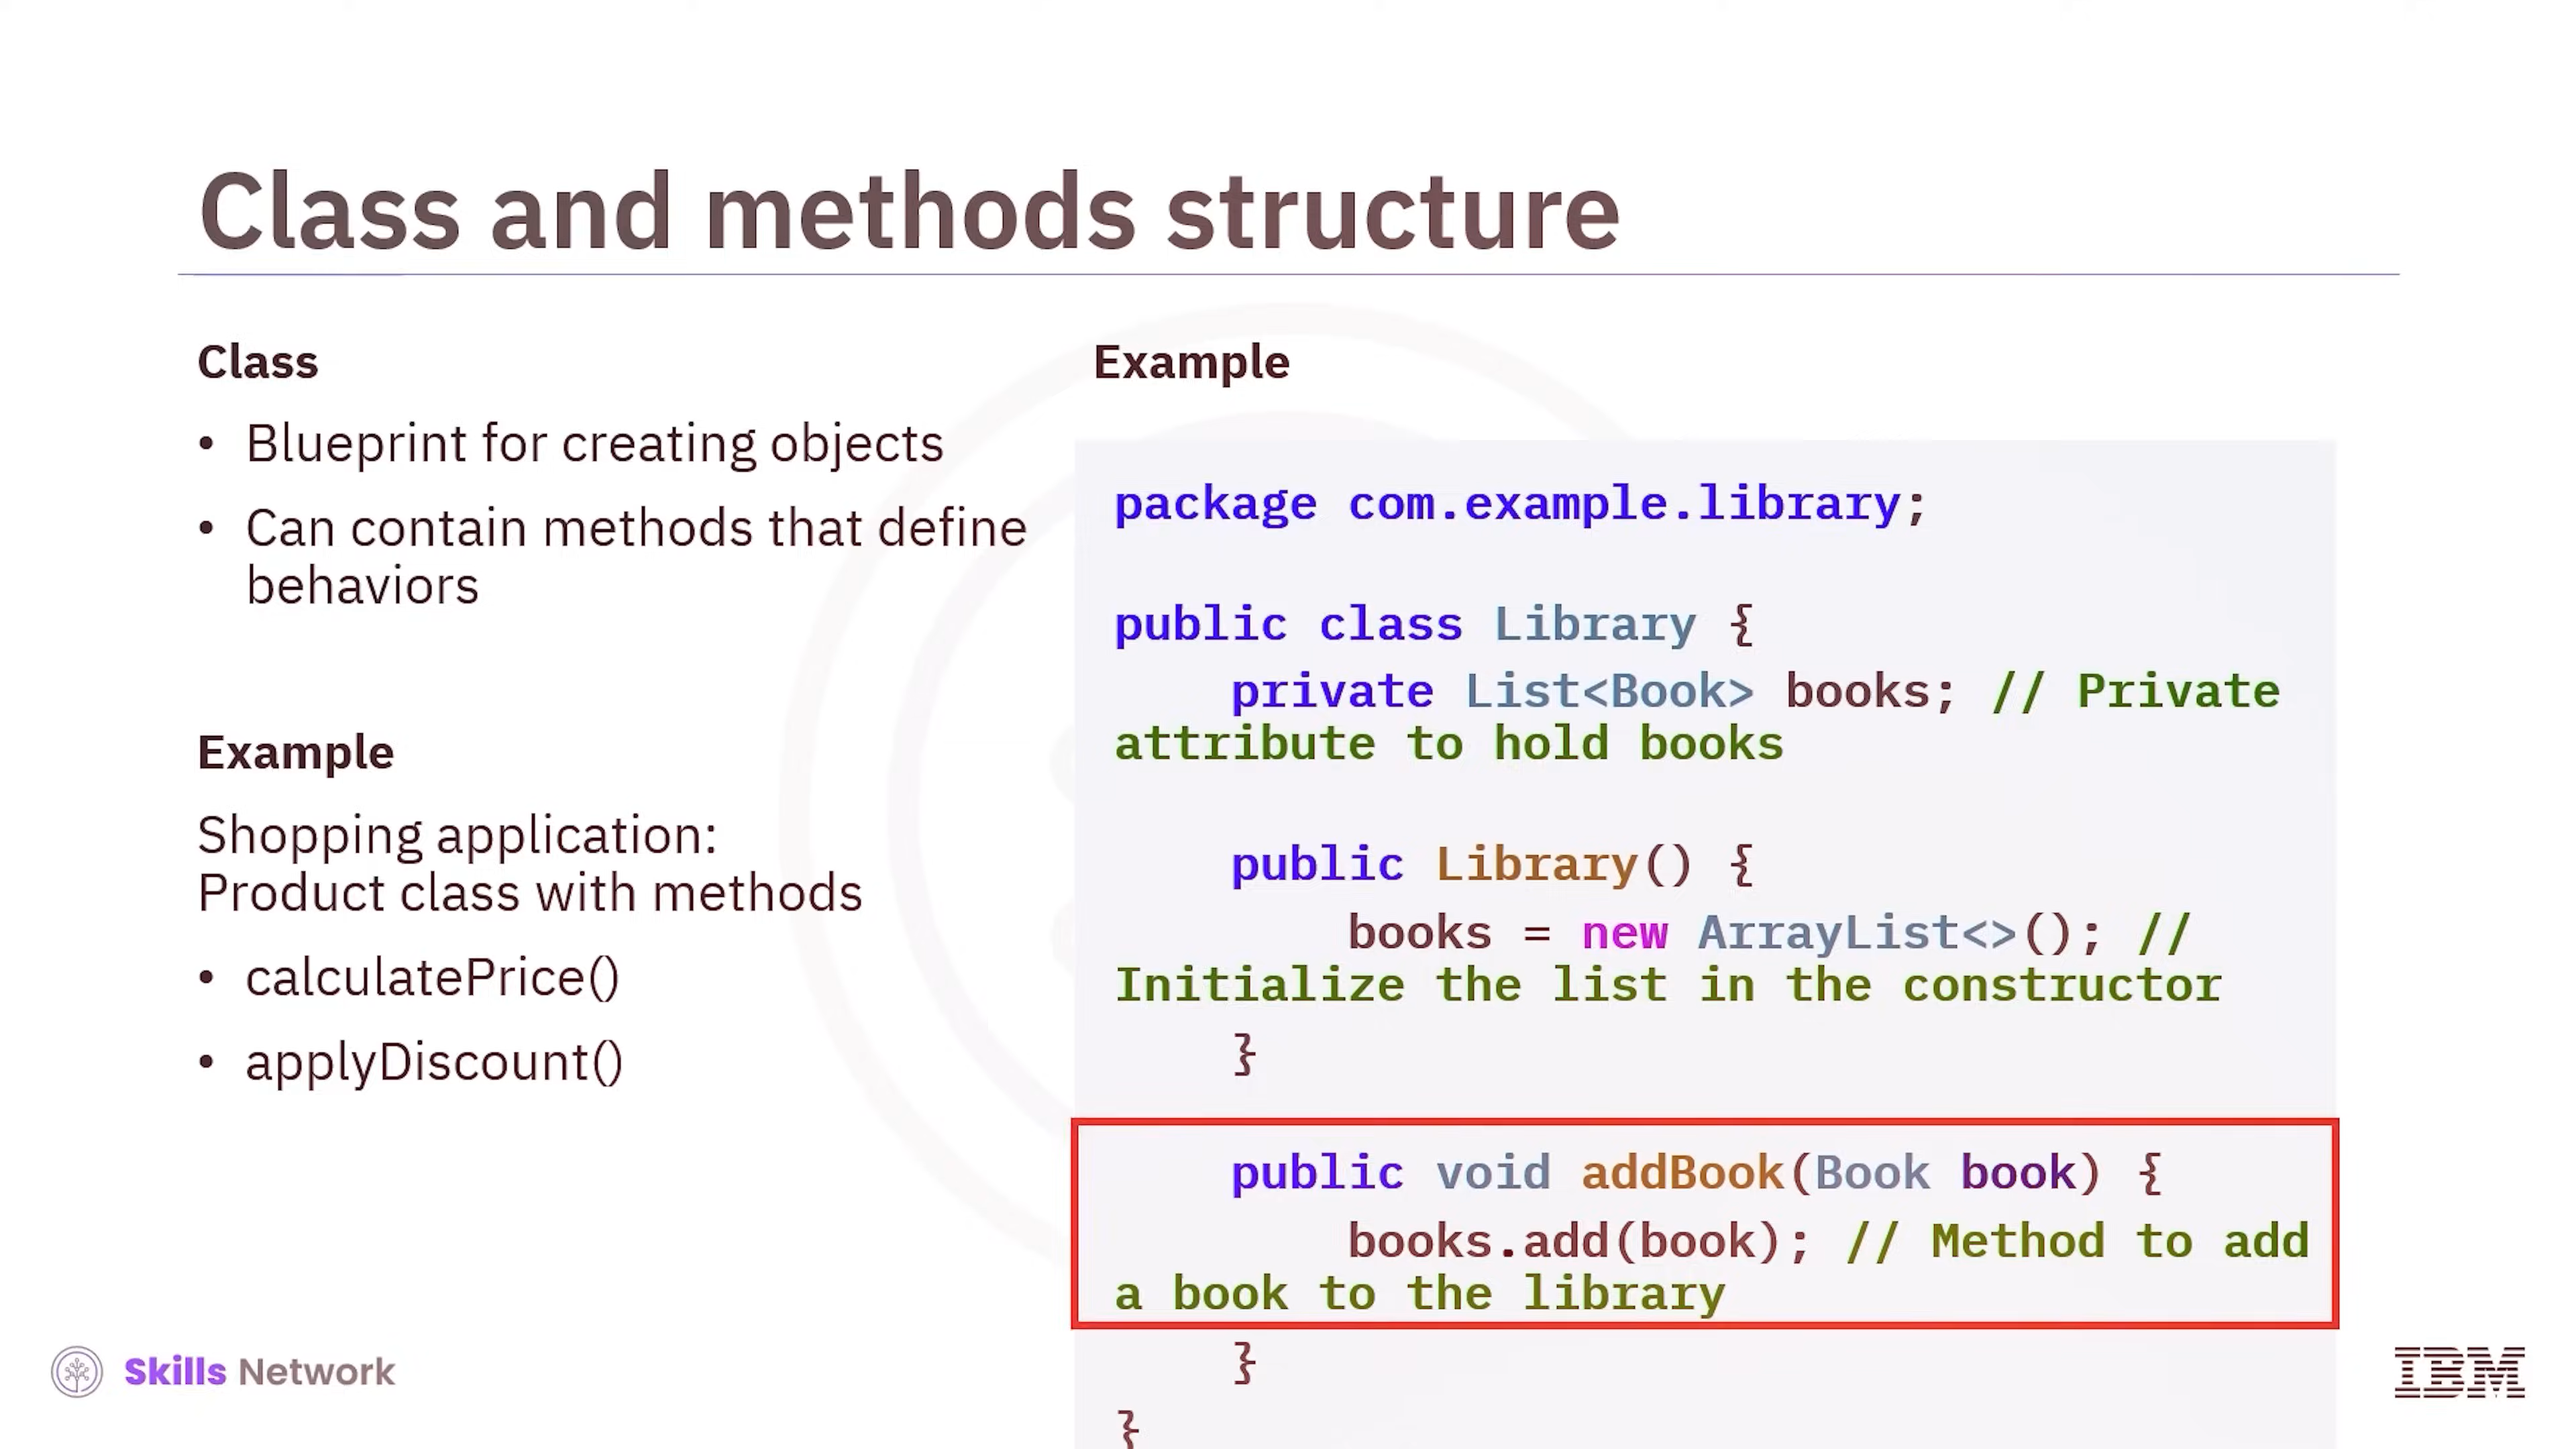 Class and methods structure
Class
• Blueprint for creating objects
• Can contain methods that define
behaviors
Example
Shopping application:
Product class with methods
• calculatePrice()
• applyDiscount()
Example
package com.example.library;
public class Library {
    private List<Book> books; // Private
attribute to hold books
    public Library() {
        books = new ArrayList<>(); //
Initialize the list in the constructor
    }
    public void addBook(Book book) {
        books.add(book); // Method to add
a book to the library
    }
}
Skills Network
IBM